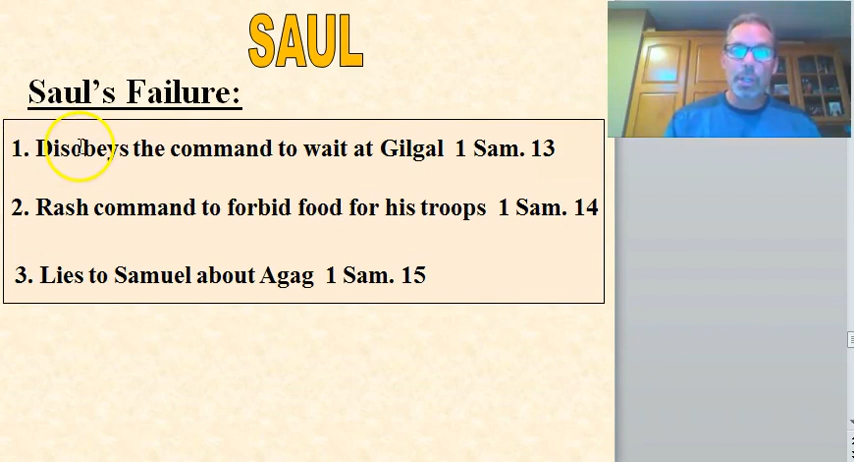 SAUL
Saul's Failure:
1. Disobeys the command to wait at Gilgal 1 Sam. 13
2. Rash command to forbid food for his troops 1 Sam. 14
3. Lies to Samuel about Agag 1 Sam. 15